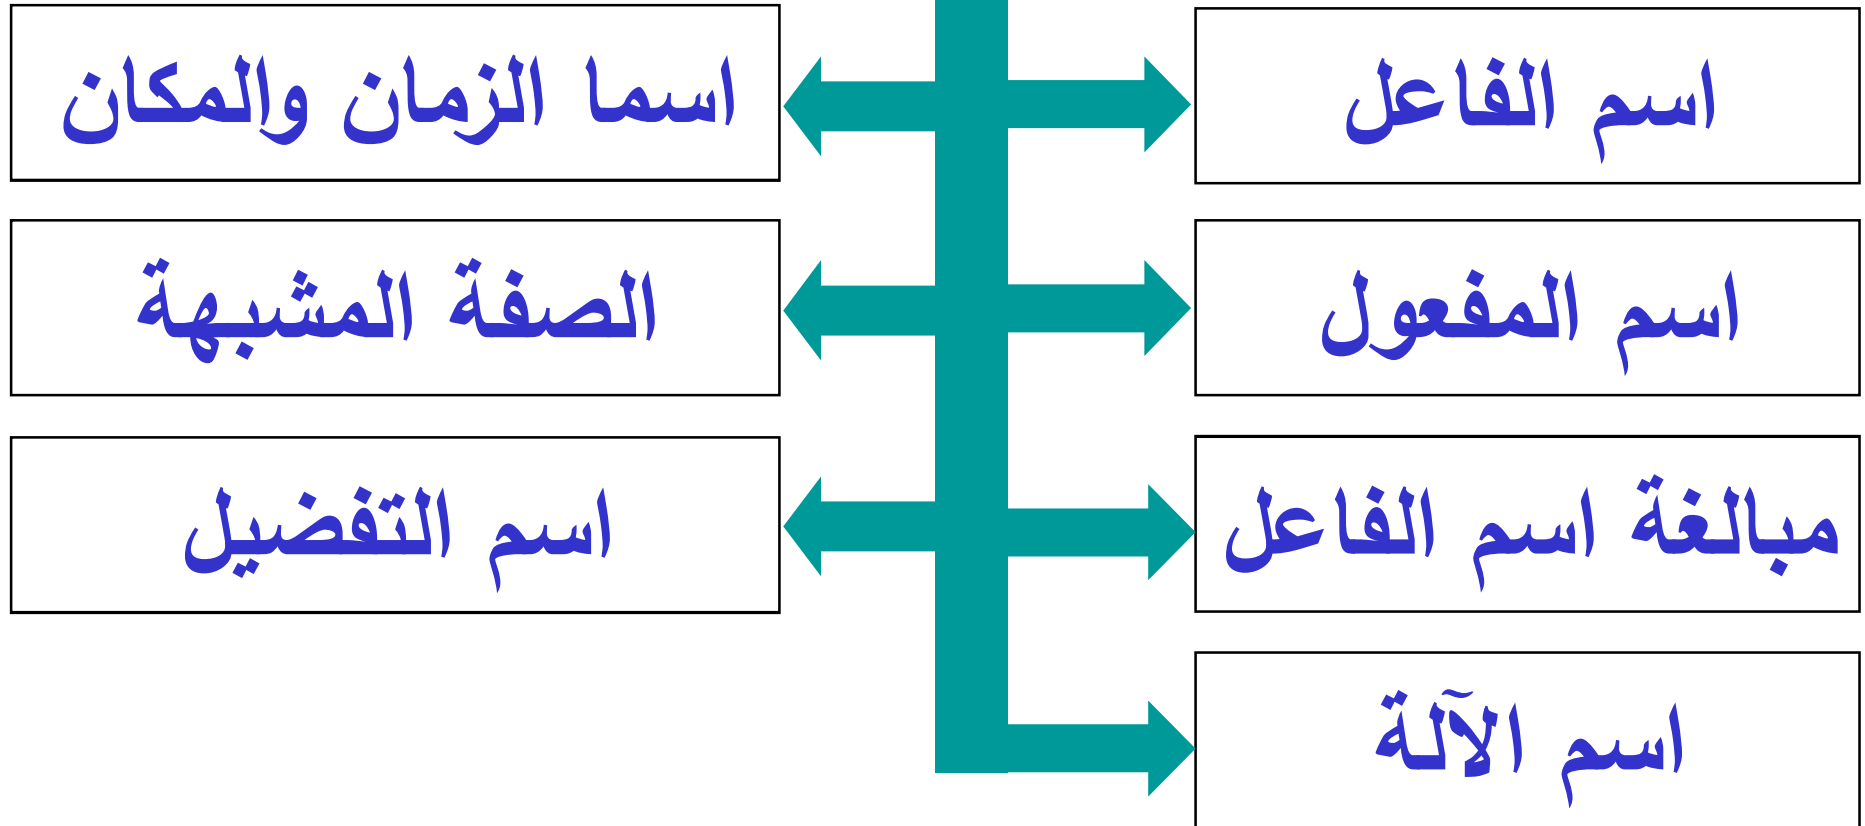 اسم الفاعل
اسما الزمان والمكان
اسم المفعول
الصفة المشبهة
مبالغة اسم الفاعل
اسم التفضيل
اسم الآلة